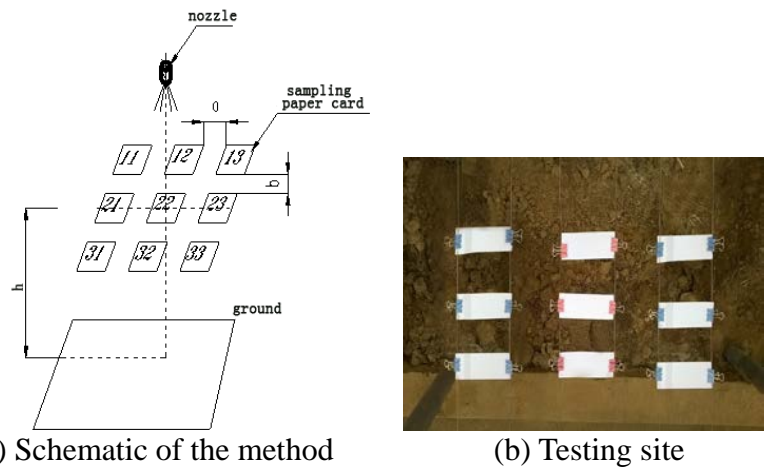 nozzle
sampling
paper card
0
11 12 13
b
21 22 23
31 32 33
h
ground
) Schematic of the method
(b) Testing site